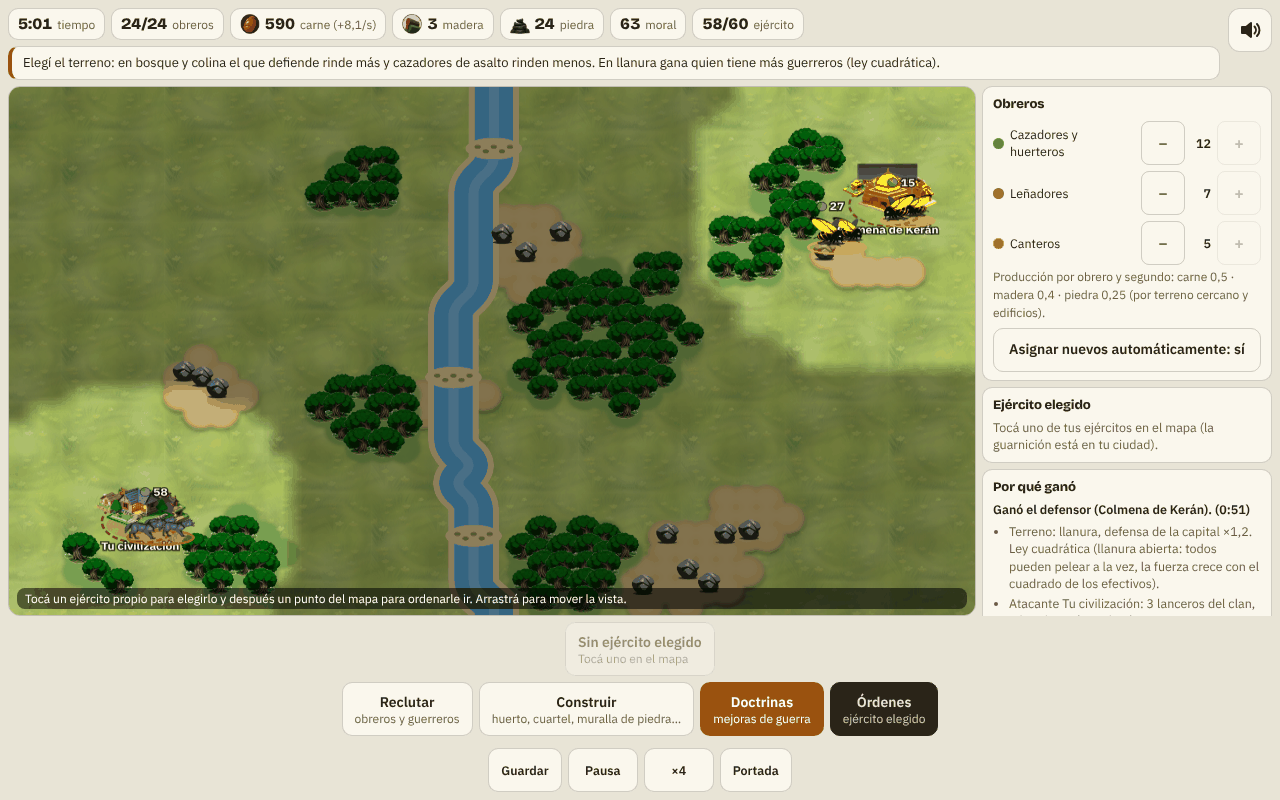 5:01 tiempo
24/24 obreros
590 carne (+8,1/s)
3 madera
24 piedra
63 moral
58/60 ejército
Elegí el terreno: en bosque y colina el que defiende rinde más y cazadores de asalto rinden menos. En llanura gana quien tiene más guerreros (ley cuadrática).
15
27
mena de Kerán
58
Tu civilización
Tocá un ejército propio para elegirlo y después un punto del mapa para ordenarle ir. Arrastrá para mover la vista.
Obreros
Cazadores y
huerteros
− 12 +
Leñadores − 7 +
Canteros − 5 +
Producción por obrero y segundo: carne 0,5 ·
madera 0,4 · piedra 0,25 (por terreno cercano y
edificios).
Asignar nuevos automáticamente: sí
Ejército elegido
Tocá uno de tus ejércitos en el mapa (la
guarnición está en tu ciudad).
Por qué ganó
Ganó el defensor (Colmena de Kerán). (0:51)
• Terreno: llanura, defensa de la capital ×1,2.
Ley cuadrática (llanura abierta: todos
pueden pelear a la vez, la fuerza crece con el
cuadrado de los efectivos).
• Atacante Tu civilización: 3 lanceros del clan,
Sin ejército elegido
Tocá uno en el mapa
Reclutar
obreros y guerreros
Construir
huerto, cuartel, muralla de piedra…
Doctrinas
mejoras de guerra
Órdenes
ejército elegido
Guardar
Pausa
×4
Portada